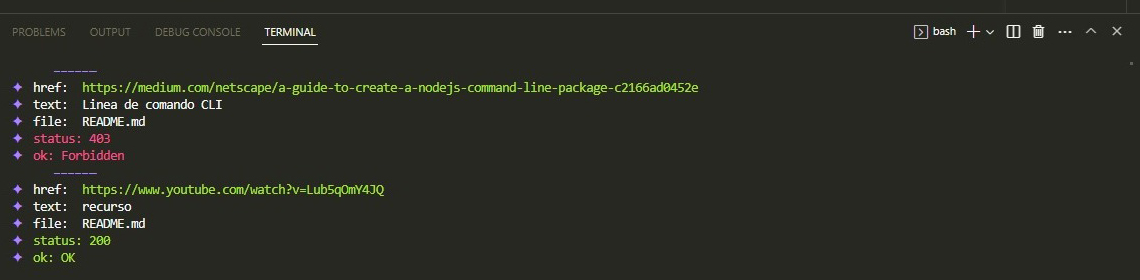 PROBLEMS OUTPUT DEBUG CONSOLE TERMINAL bash
------
✦ href: https://medium.com/netscape/a-guide-to-create-a-nodejs-command-line-package-c2166ad0452e
✦ text: Linea de comando CLI
✦ file: README.md
✦ status: 403
✦ ok: Forbidden
------
✦ href: https://www.youtube.com/watch?v=Lub5qOmY4JQ
✦ text: recurso
✦ file: README.md
✦ status: 200
✦ ok: OK